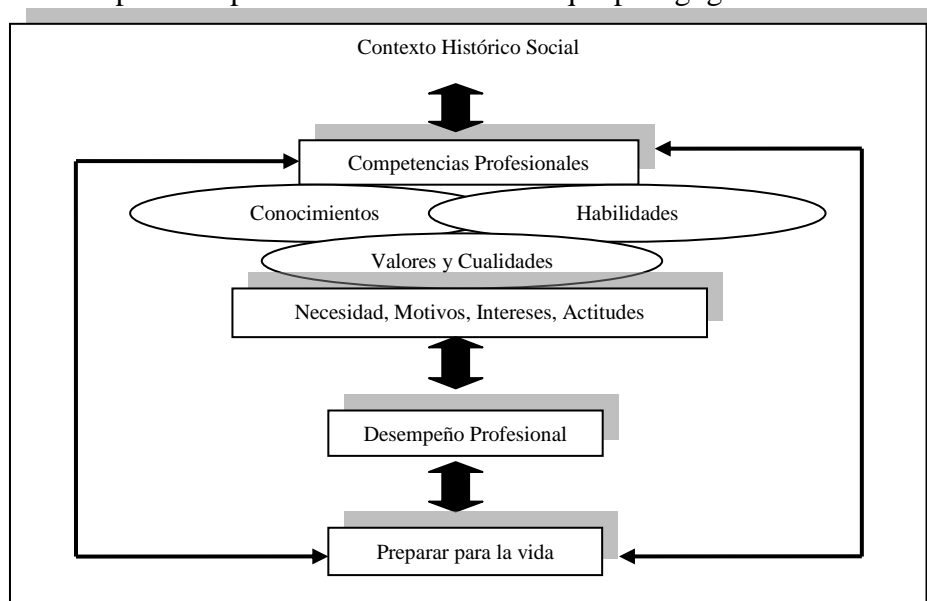 Contexto Histórico Social
Competencias Profesionales
Conocimientos
Habilidades
Valores y Cualidades
Necesidad, Motivos, Intereses, Actitudes
Desempeño Profesional
Preparar para la vida